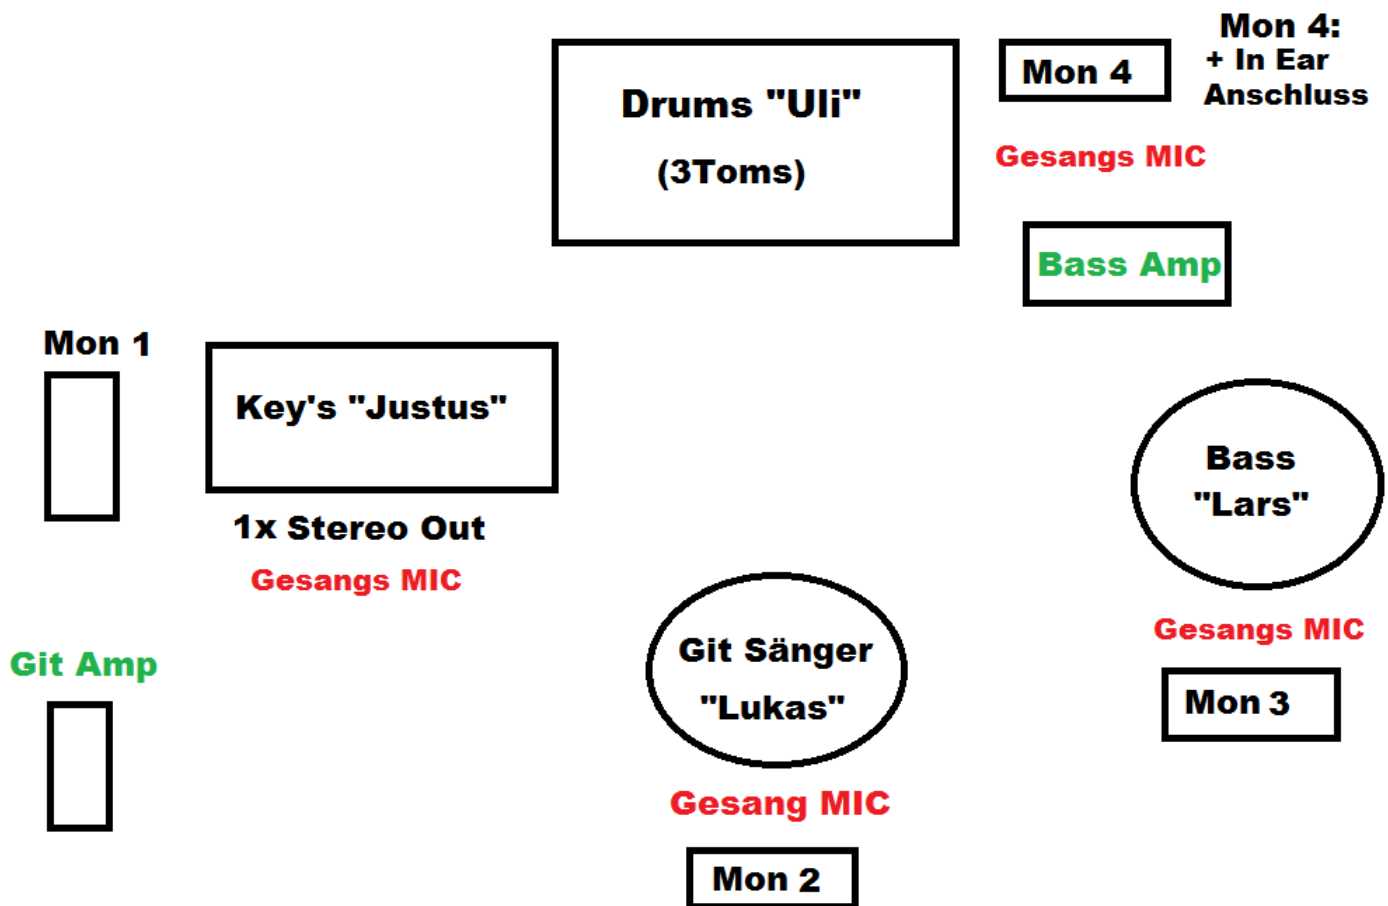 Mon 4:
+ In Ear
Anschluss
Mon 4
Drums "Uli"
(3Toms)
Gesangs MIC
Bass Amp
Mon 1
Key's "Justus"
1x Stereo Out
Gesangs MIC
Bass
"Lars"
Gesangs MIC
Mon 3
Git Amp
Git Sänger
"Lukas"
Gesang MIC
Mon 2